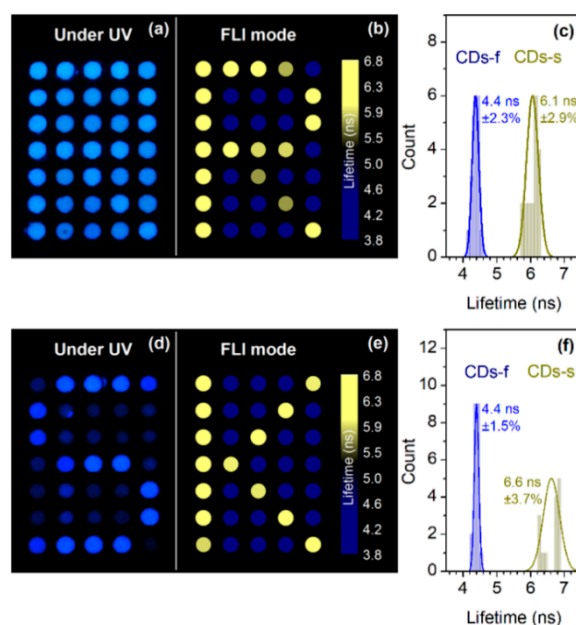 Under UV (a)
FLI mode (b)
6.8
6.3
5.9
5.5
5.0
4.6
4.2
3.8
Lifetime (ns)
(c)
8
6
4
2
0
Count
CDs-f
CDs-s
4.4 ns
±2.3%
6.1 ns
±2.9%
4 5 6 7
Lifetime (ns)
Under UV (d)
FLI mode (e)
6.8
6.3
5.9
5.5
5.0
4.6
4.2
3.8
Lifetime (ns)
(f)
12
10
8
6
4
2
0
Count
CDs-f
CDs-s
4.4 ns
±1.5%
6.6 ns
±3.7%
4 5 6 7
Lifetime (ns)